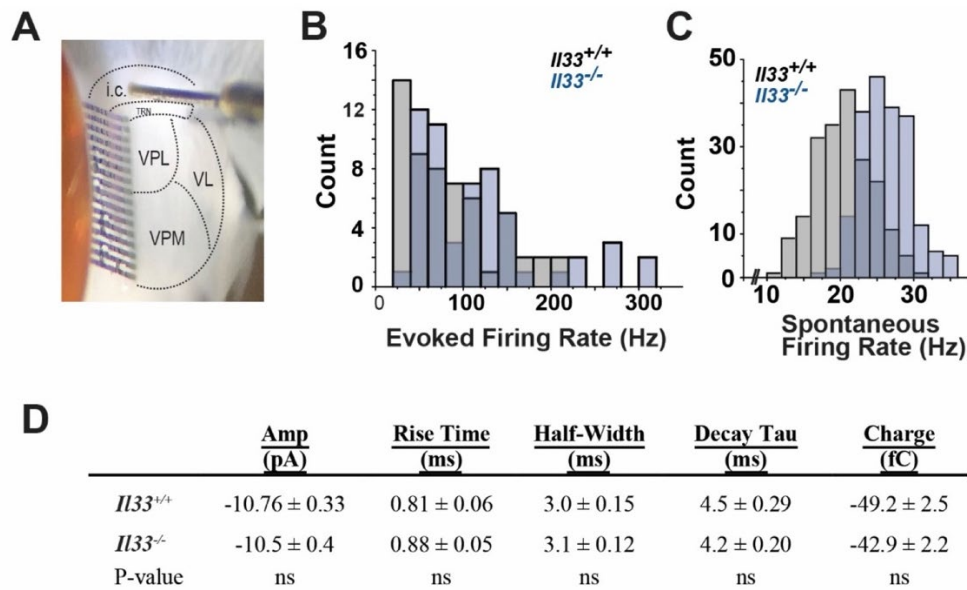 A
i.c.
TRN
VPL
VL
VPM
B
Il33+/+
Il33-/-
Count
16
12
8
4
0
0 100 200 300
Evoked Firing Rate (Hz)
C
Il33+/+
Il33-/-
Count
50
30
10
0
10 20 30
Spontaneous
Firing Rate (Hz)
D
Amp Rise Time Half-Width Decay Tau Charge
(pA) (ms) (ms) (ms) (fC)
Il33+/+ -10.76 ± 0.33 0.81 ± 0.06 3.0 ± 0.15 4.5 ± 0.29 -49.2 ± 2.5
Il33-/- -10.5 ± 0.4 0.88 ± 0.05 3.1 ± 0.12 4.2 ± 0.20 -42.9 ± 2.2
P-value ns ns ns ns ns